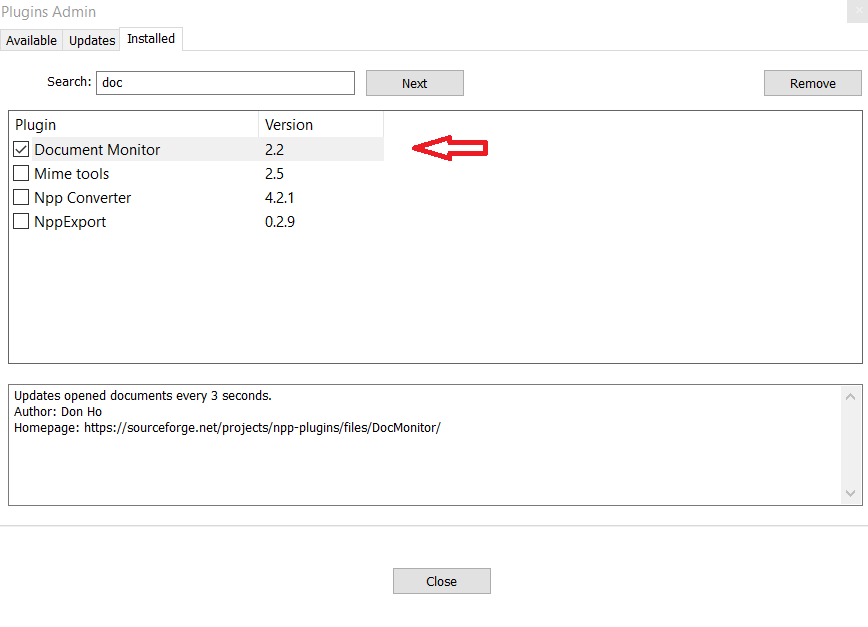 Plugins Admin
Available Updates Installed
Search: doc Next Remove
Plugin Version
Document Monitor 2.2
Mime tools 2.5
Npp Converter 4.2.1
NppExport 0.2.9
Updates opened documents every 3 seconds.
Author: Don Ho
Homepage: https://sourceforge.net/projects/npp-plugins/files/DocMonitor/
Close